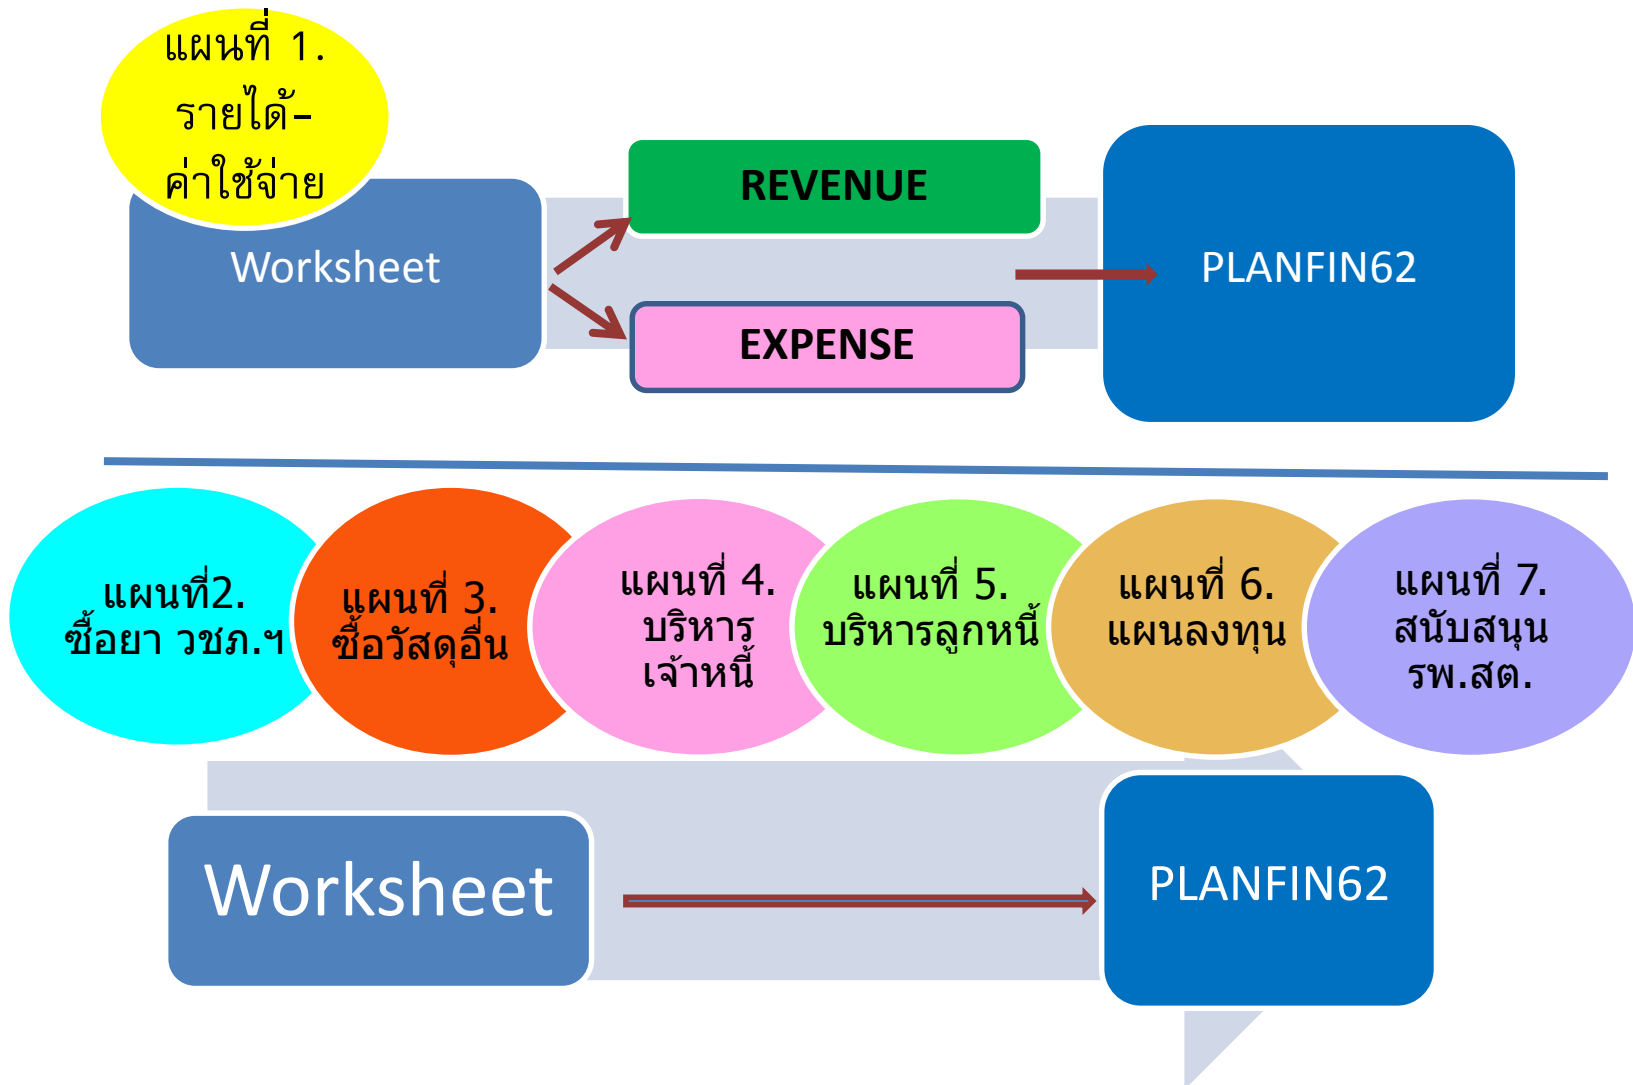 แผนที่ 1.
รายได้-
ค่าใช้จ่าย
REVENUE
Worksheet
PLANFIN62
EXPENSE
แผนที่2.
ซื้อยา วชภ.ฯ
แผนที่ 3.
ซื้อวัสดุอื่น
แผนที่ 4.
บริหาร
เจ้าหนี้
แผนที่ 5.
บริหารลูกหนี้
แผนที่ 6.
แผนลงทุน
แผนที่ 7.
สนับสนุน
รพ.สต.
Worksheet
PLANFIN62